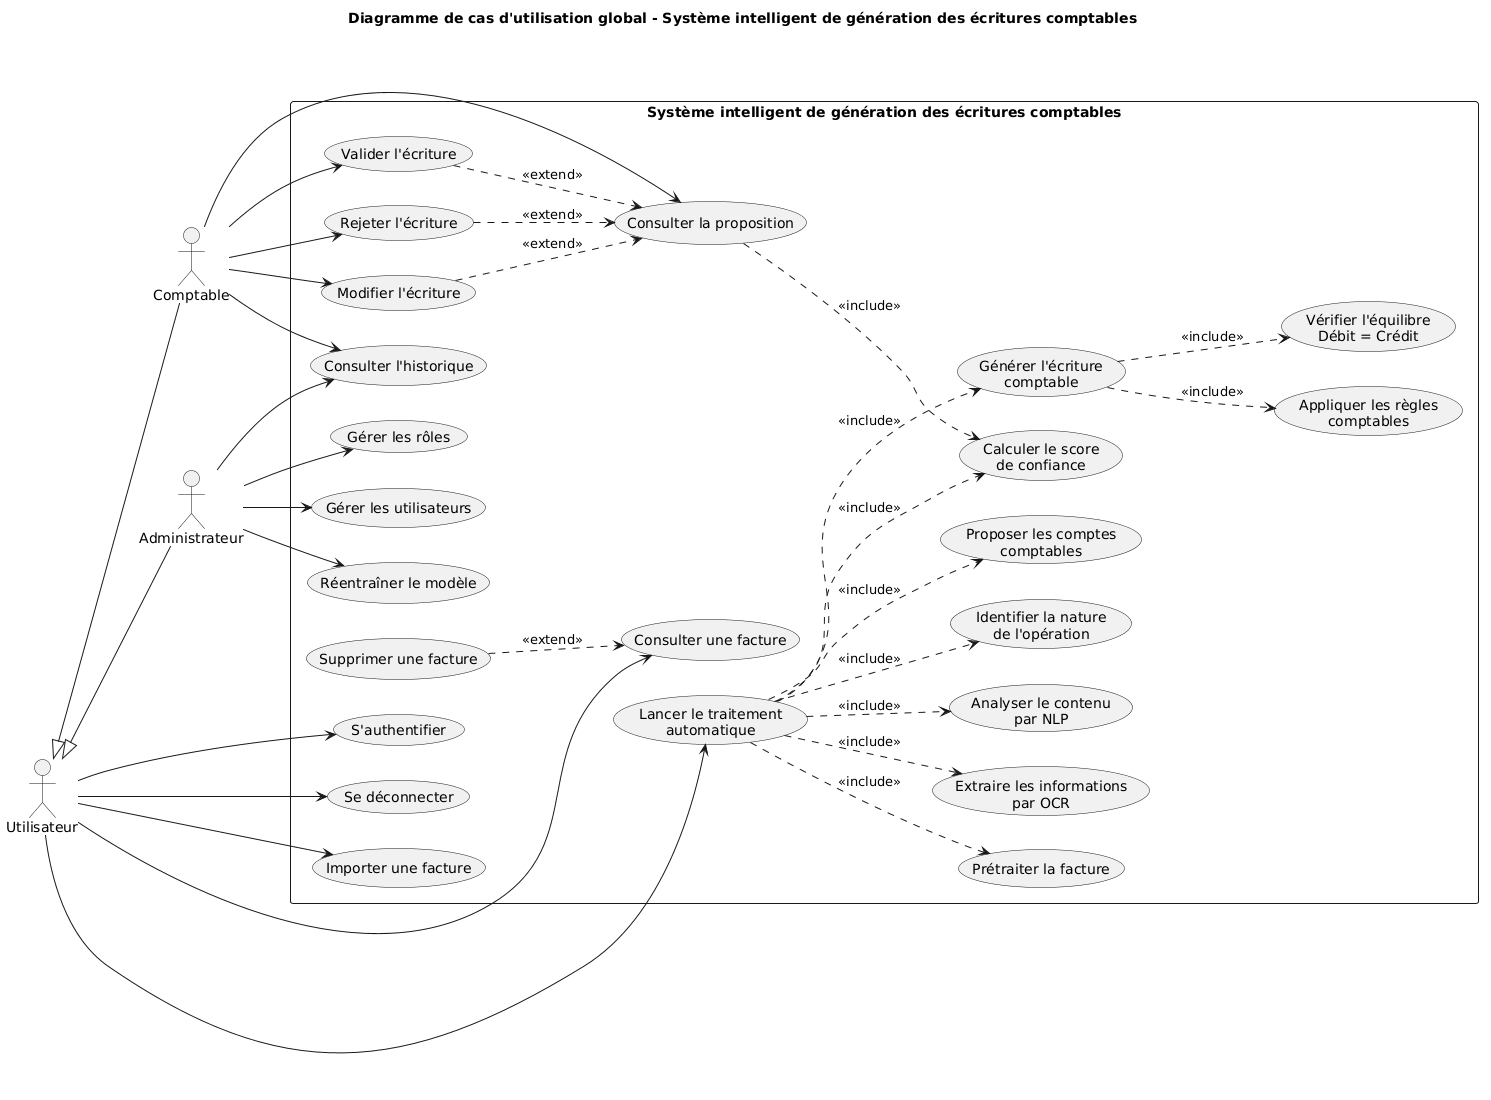 Diagramme de cas d'utilisation global - Système intelligent de génération des écritures comptables
Système intelligent de génération des écritures comptables
Valider l'écriture
«extend»
Rejeter l'écriture
«extend»
Consulter la proposition
«extend»
Modifier l'écriture
Comptable
«include»
Vérifier l'équilibre
Débit = Crédit
«include»
Générer l'écriture
comptable
Consulter l'historique
«include»
Appliquer les règles
comptables
«include»
Gérer les rôles
Calculer le score
de confiance
Gérer les utilisateurs
«include»
Administrateur
Proposer les comptes
comptables
Réentraîner le modèle
«include»
Identifier la nature
de l'opération
«extend»
Consulter une facture
Supprimer une facture
«include»
Lancer le traitement
automatique
«include»
Analyser le contenu
par NLP
S'authentifier
«include»
Extraire les informations
par OCR
«include»
Se déconnecter
Utilisateur
Importer une facture
Prétraiter la facture